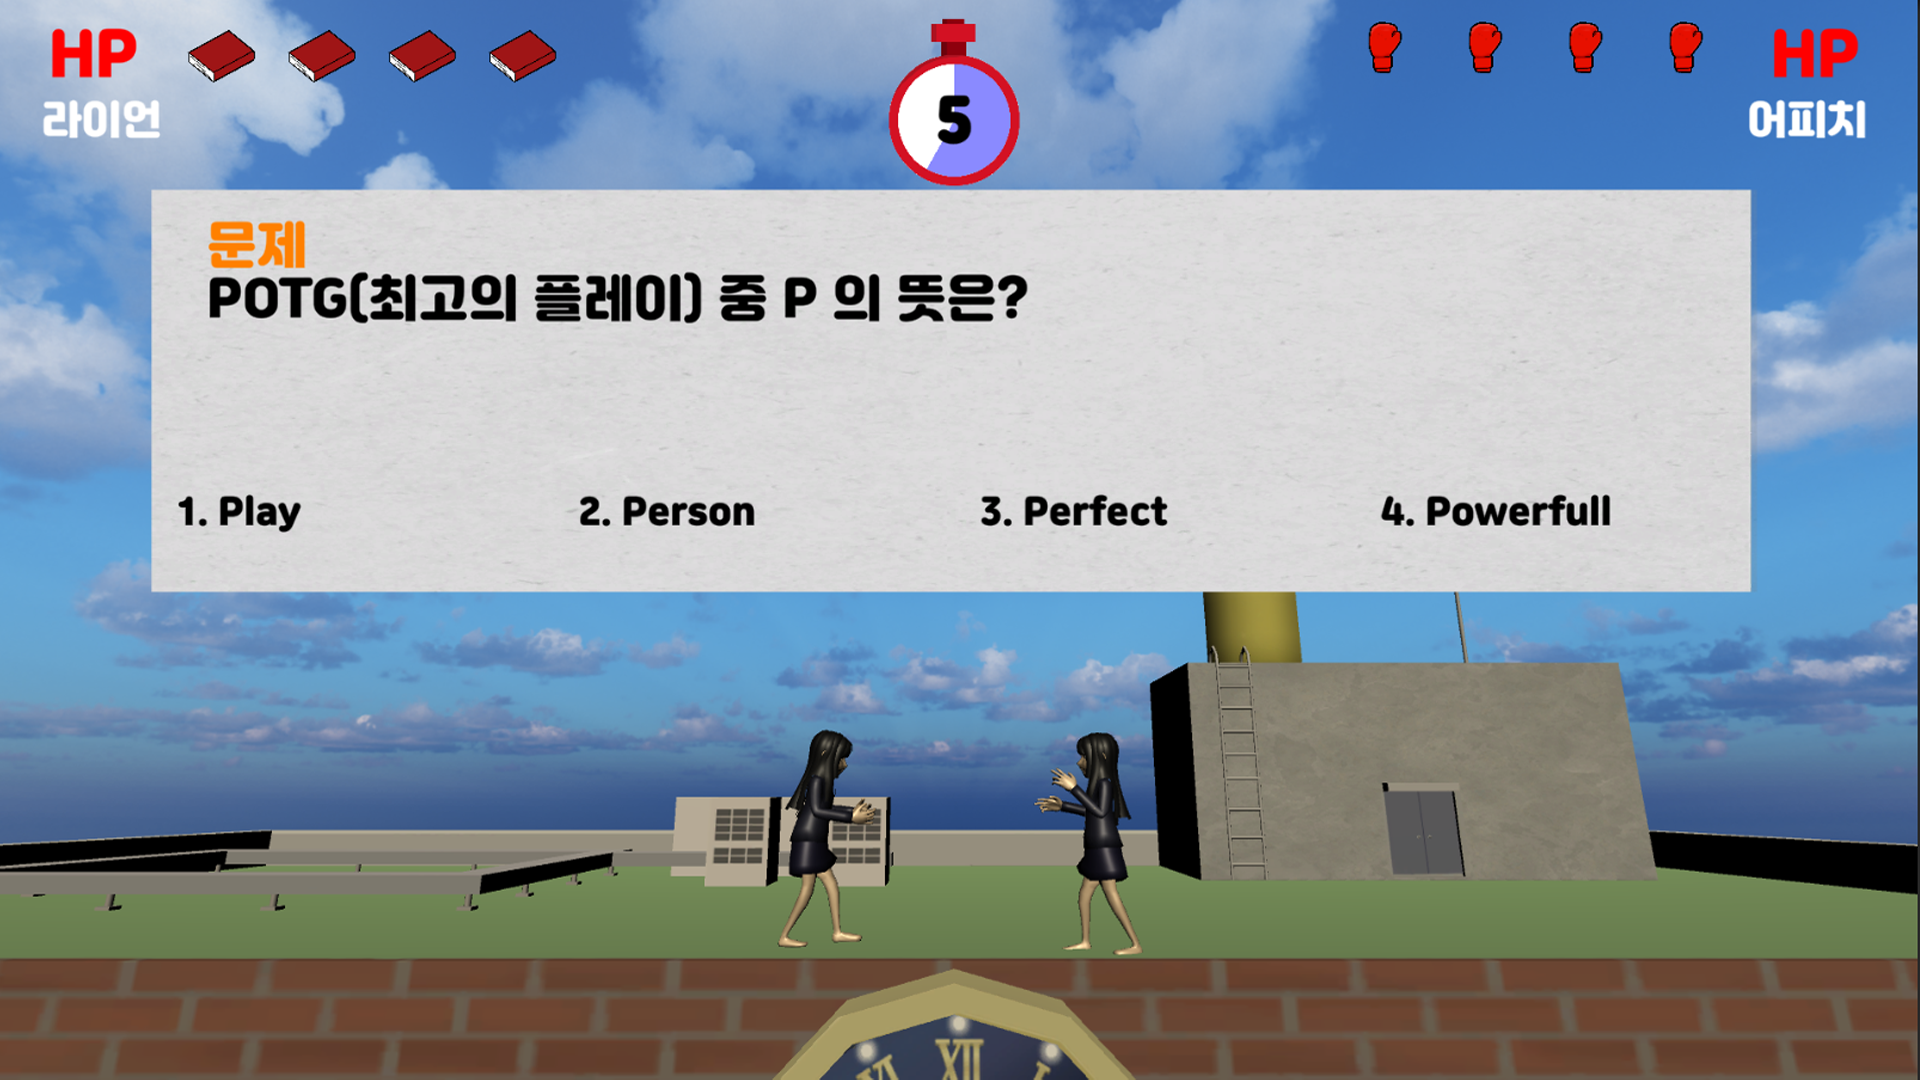 HP
라이언
5
HP
어피치
문제
POTG(최고의 플레이) 중 P 의 뜻은?
1. Play
2. Person
3. Perfect
4. Powerfull
XII